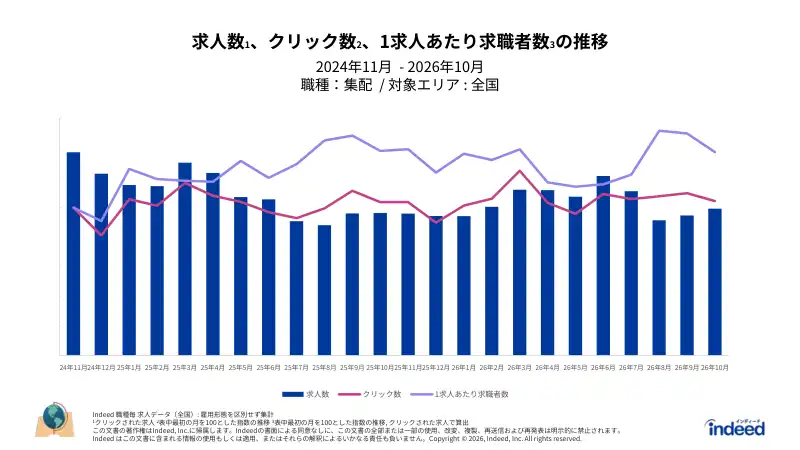 求人数1、クリック数2、1求人あたり求職者数3の推移
2024年11月 - 2026年10月
職種：集配 / 対象エリア : 全国
24年11月 24年12月 25年1月 25年2月 25年3月 25年4月 25年5月 25年6月 25年7月 25年8月 25年9月 25年10月 25年11月 25年12月 26年1月 26年2月 26年3月 26年4月 26年5月 26年6月 26年7月 26年8月 26年9月 26年10月
求人数 クリック数 1求人あたり求職者数
Indeed 職種毎 求人データ（全国）: 雇用形態を区別せず集計
¹クリックされた求人 ²表中最初の月を100とした指数の推移 ³表中最初の月を100とした指数の推移, クリックされた求人で算出
この文書の著作権はIndeed, Inc.に帰属します。Indeedの書面による同意なしに、この文書の全部または一部の使用、改変、複製、再送信および再発表は明示的に禁止されます。
Indeed はこの文書に含まれる情報の使用もしくは適用、またはそれらの解釈によるいかなる責任も負いません。Copyright © 2026, Indeed, Inc. All rights reserved.
インディード
indeed